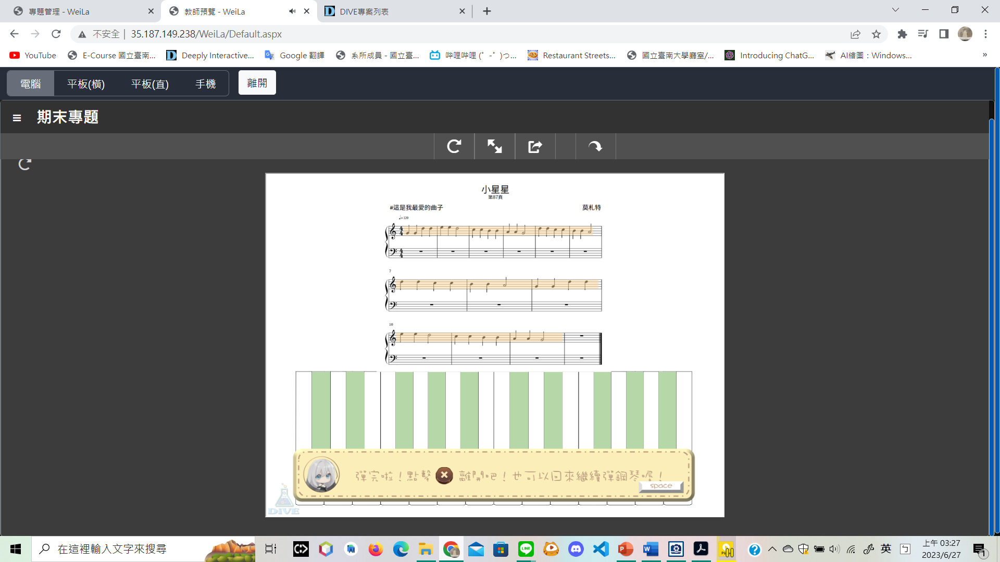 專題管理 - WeiLa
教師預覽 - WeiLa
DIVE專案列表
不安全 | 35.187.149.238/WeiLa/Default.aspx
YouTube
E-Course 國立臺南...
Deeply Interactive...
Google 翻譯
系所成員 - 國立臺...
哔哩哔哩 (゜-゜)つ...
Restaurant Streets...
國立臺南大學廳室/...
Introducing ChatG...
AI繪圖：Windows...
»
電腦 平板(橫) 平板(直) 手機 離開
期末專題
小星星
第87頁
#這是我最愛的曲子 莫札特
♩= 120
7
10
彈完啦！點擊 離開吧！也可以回來繼續彈鋼琴喔！
space
DiVE
在這裡輸入文字來搜尋
英
上午 03:27
2023/6/27
1